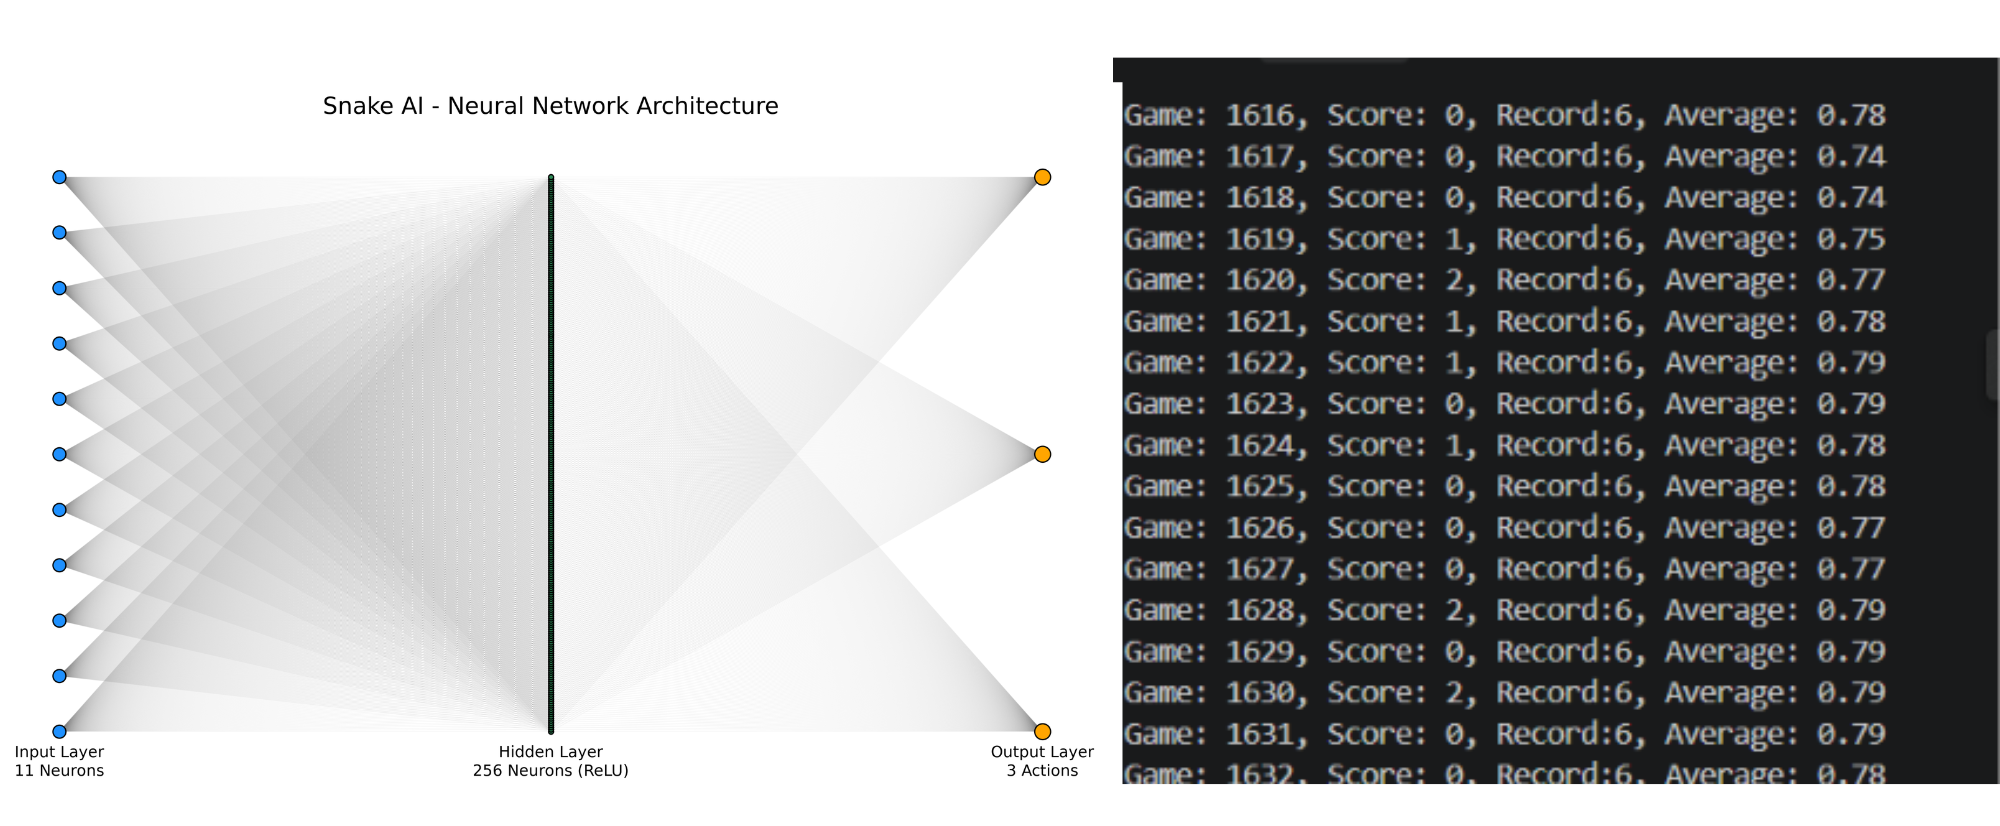 Snake AI - Neural Network Architecture
Input Layer
11 Neurons
Hidden Layer
256 Neurons (ReLU)
Output Layer
3 Actions
Game: 1616, Score: 0, Record:6, Average: 0.78
Game: 1617, Score: 0, Record:6, Average: 0.74
Game: 1618, Score: 0, Record:6, Average: 0.74
Game: 1619, Score: 1, Record:6, Average: 0.75
Game: 1620, Score: 2, Record:6, Average: 0.77
Game: 1621, Score: 1, Record:6, Average: 0.78
Game: 1622, Score: 1, Record:6, Average: 0.79
Game: 1623, Score: 0, Record:6, Average: 0.79
Game: 1624, Score: 1, Record:6, Average: 0.78
Game: 1625, Score: 0, Record:6, Average: 0.78
Game: 1626, Score: 0, Record:6, Average: 0.77
Game: 1627, Score: 0, Record:6, Average: 0.77
Game: 1628, Score: 2, Record:6, Average: 0.79
Game: 1629, Score: 0, Record:6, Average: 0.79
Game: 1630, Score: 2, Record:6, Average: 0.79
Game: 1631, Score: 0, Record:6, Average: 0.79
Game: 1632, Score: 0, Record:6, Average: 0.78